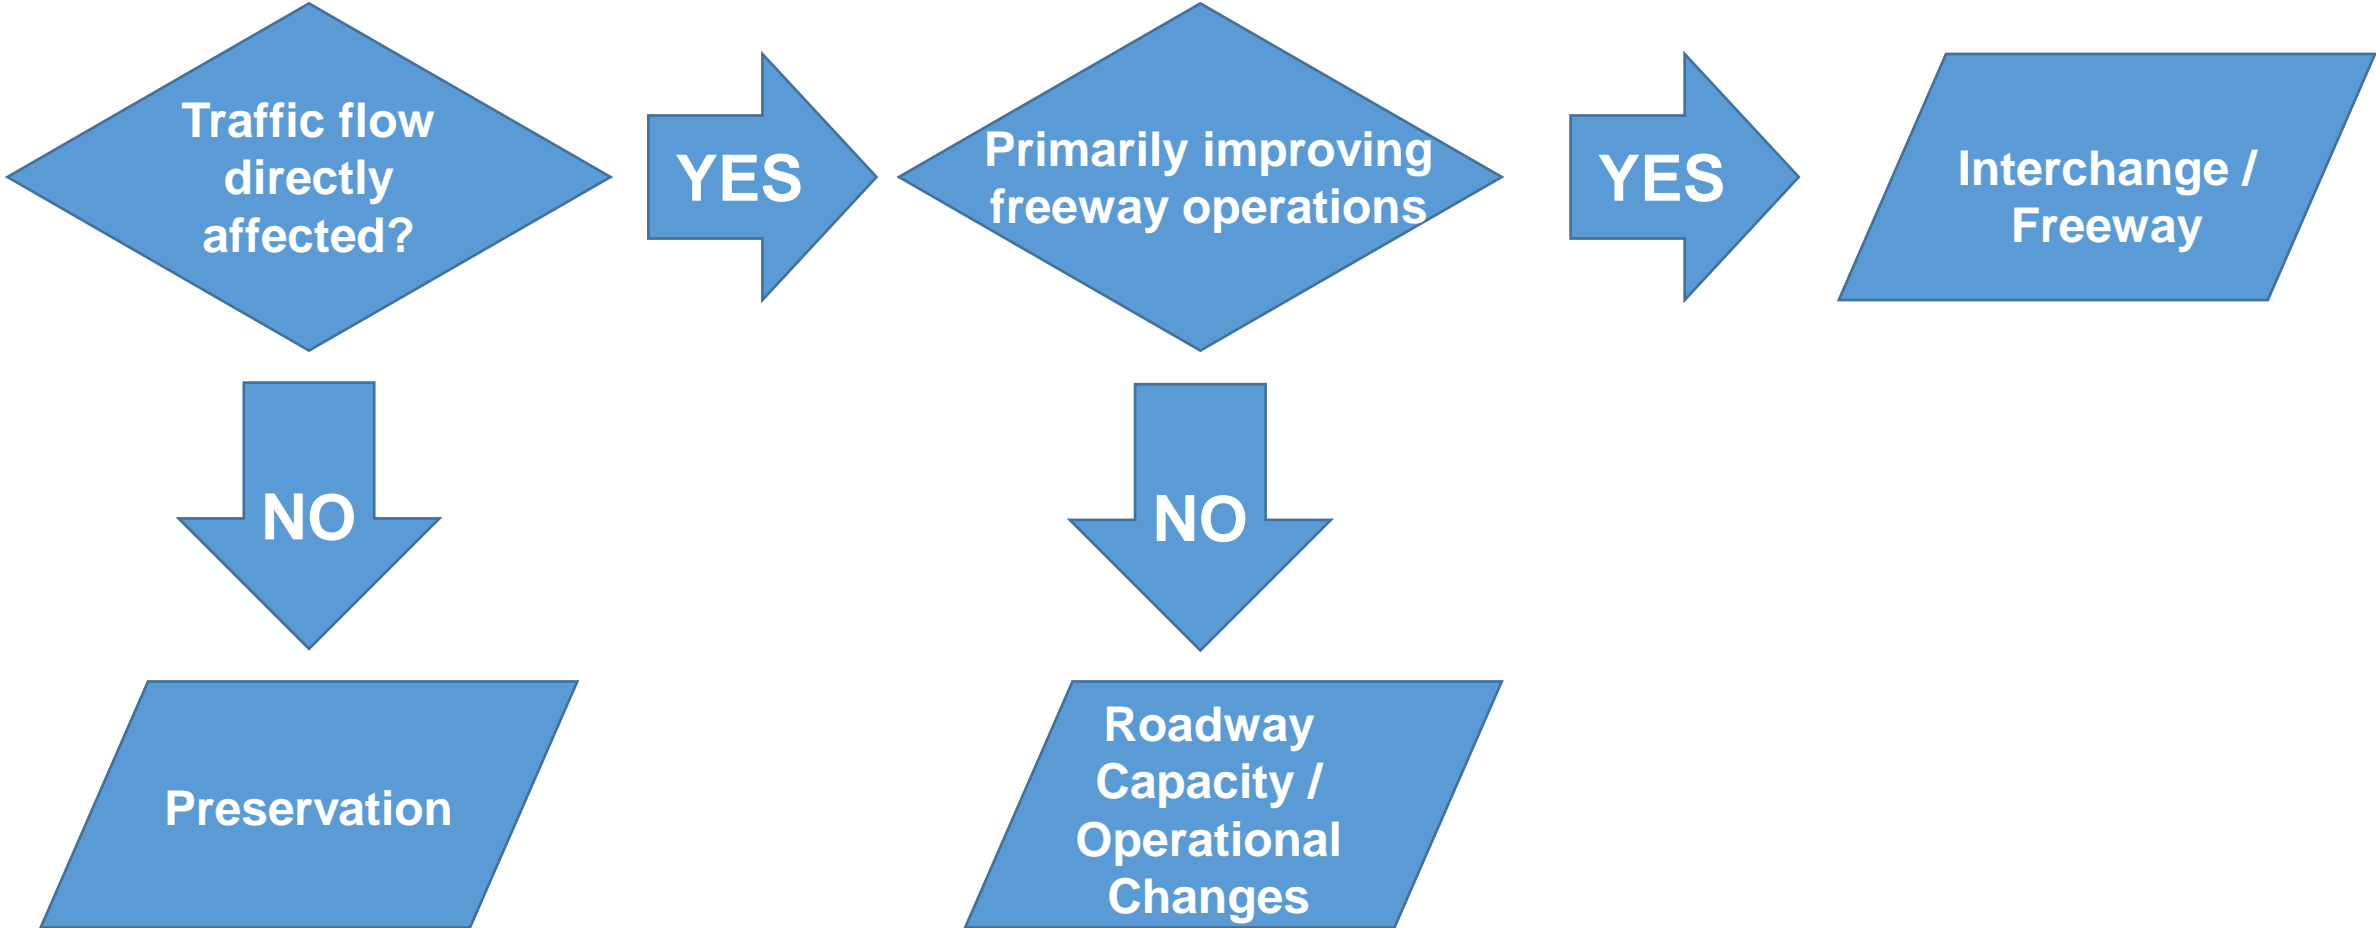 Traffic flow
directly
affected?
YES
Primarily improving
freeway operations
YES
Interchange /
Freeway
NO
NO
Preservation
Roadway
Capacity /
Operational
Changes